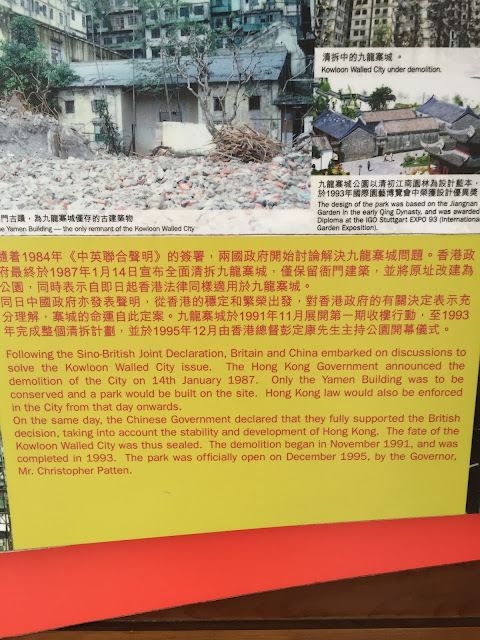 清拆中的九龍寨城。
Kowloon Walled City under demolition.
九龍寨城公園以清初江南園林為設計藍本，
於1993年國際園藝博覽會中榮獲設計優異獎
The design of the park was based on the Jiangnan
Garden in the early Qing Dynasty, and was awarded
Diploma at the IGO Stuttgart EXPO 93 (International
Garden Exposition).
門古蹟，為九龍寨城僅存的古建築物
Yamen Building — the only remnant of the Kowloon Walled City
隨着1984年《中英聯合聲明》的簽署，兩國政府開始討論解決九龍寨城問題。香港政
府最終於1987年1月14日宣布全面清拆九龍寨城，僅保留衙門建築，並將原址改建為
公園，同時表示自即日起香港法律同樣適用於九龍寨城。
同日中國政府亦發表聲明，從香港的穩定和繁榮出發，對香港政府的有關決定表示充
分理解，寨城的命運自此定案。九龍寨城於1991年11月展開第一期收樓行動，至1993
年完成整個清拆計劃，並於1995年12月由香港總督彭定康先生主持公園開幕儀式。
Following the Sino-British Joint Declaration, Britain and China embarked on discussions to
solve the Kowloon Walled City issue. The Hong Kong Government announced the
demolition of the City on 14th January 1987. Only the Yamen Building was to be
conserved and a park would be built on the site. Hong Kong law would also be enforced
in the City from that day onwards.
On the same day, the Chinese Government declared that they fully supported the British
decision, taking into account the stability and development of Hong Kong. The fate of the
Kowloon Walled City was thus sealed. The demolition began in November 1991, and was
completed in 1993. The park was officially open on December 1995, by the Governor,
Mr. Christopher Patten.